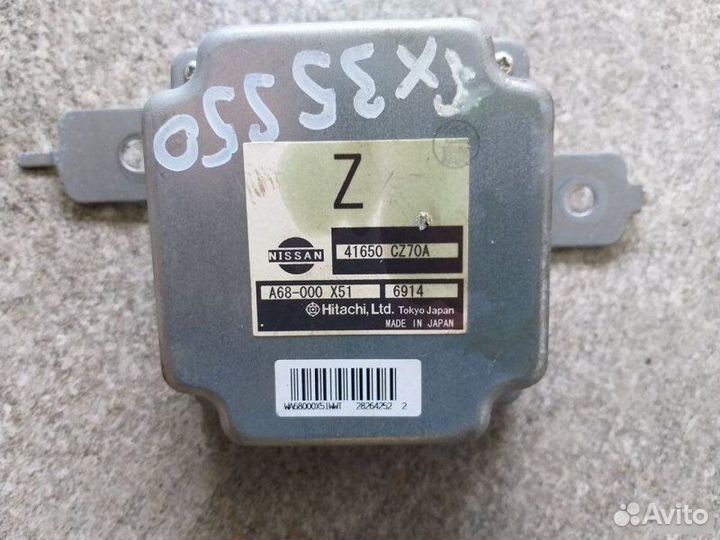 FX35 S50
Z
NISSAN
41650 CZ70A
A68-000 X51 6914
Hitachi, Ltd. Tokyo Japan
MADE IN JAPAN
WA68000X51WWT 28264252 2
Avito